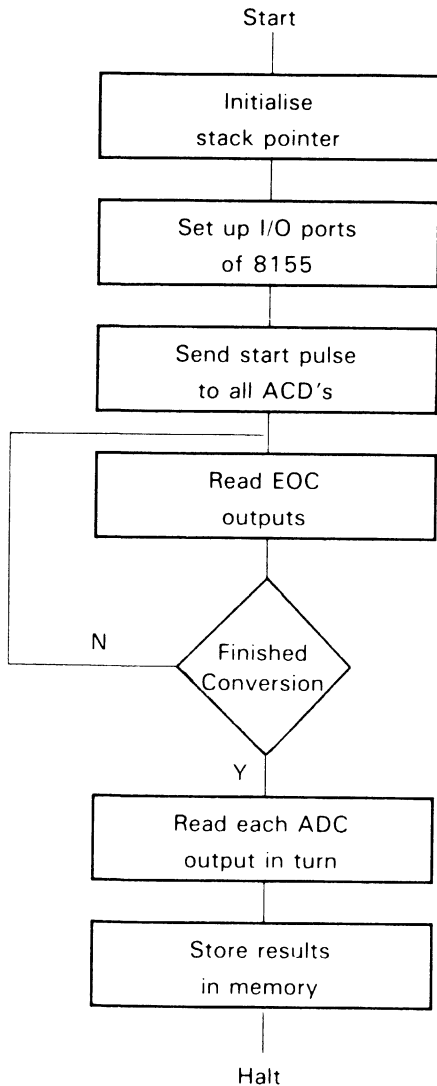 Start
Initialise
stack pointer
Set up I/O ports
of 8155
Send start pulse
to all ACD's
Read EOC
outputs
N
Finished
Conversion
Y
Read each ADC
output in turn
Store results
in memory
Halt